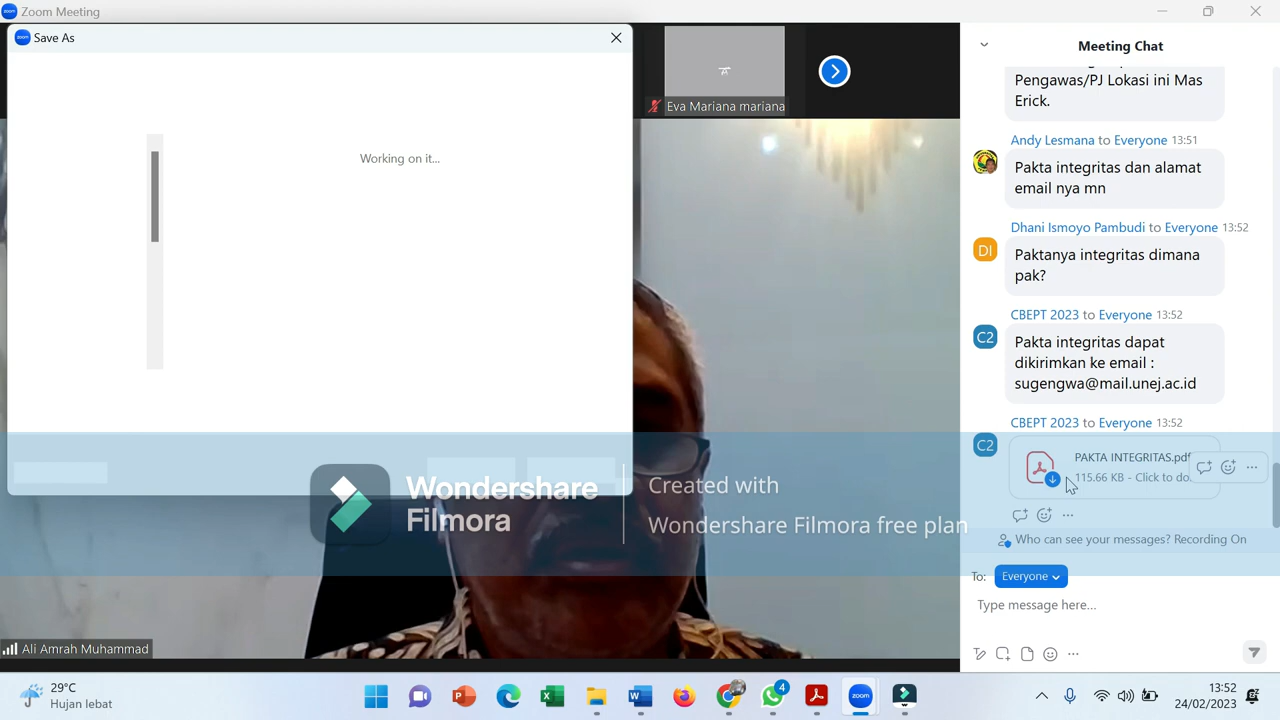 Zoom Meeting
Save As
Working on it...
Eva Mariana mariana
Ali Amrah Muhammad
Meeting Chat
Pengawas/PJ Lokasi ini Mas
Erick.
Andy Lesmana to Everyone 13:51
Pakta integritas dan alamat
email nya mn
Dhani Ismoyo Pambudi to Everyone 13:52
DI
Paktanya integritas dimana
pak?
CBEPT 2023 to Everyone 13:52
C2
Pakta integritas dapat
dikirimkan ke email :
sugengwa@mail.unej.ac.id
CBEPT 2023 to Everyone 13:52
C2
PAKTA INTEGRITAS.pdf
115.66 KB - Click to do
Who can see your messages? Recording On
To: Everyone
Type message here...
Wondershare
Filmora
Created with
Wondershare Filmora free plan
29°C
Hujan lebat
4
zoom
13:52
24/02/2023